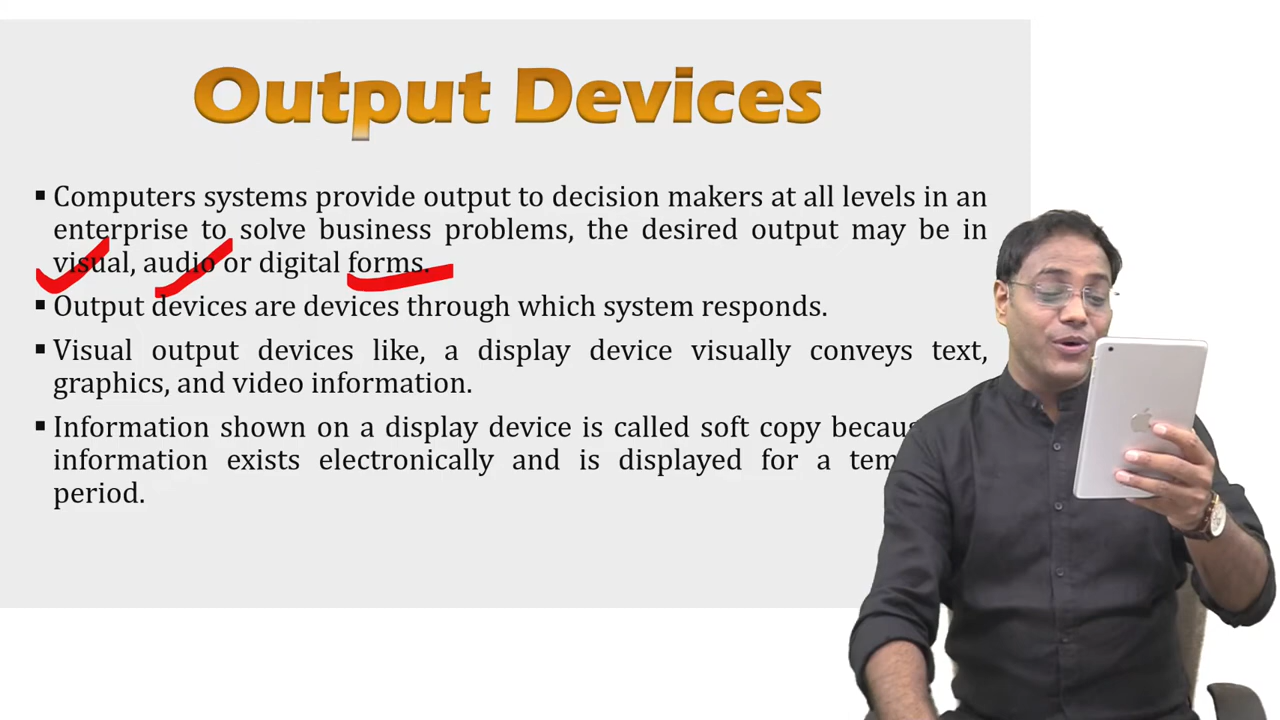 Output Devices
▪ Computers systems provide output to decision makers at all levels in an
enterprise to solve business problems, the desired output may be in
visual, audio or digital forms.
▪ Output devices are devices through which system responds.
▪ Visual output devices like, a display device visually conveys text,
graphics, and video information.
▪ Information shown on a display device is called soft copy
information exists electronically and is displayed for a
period.